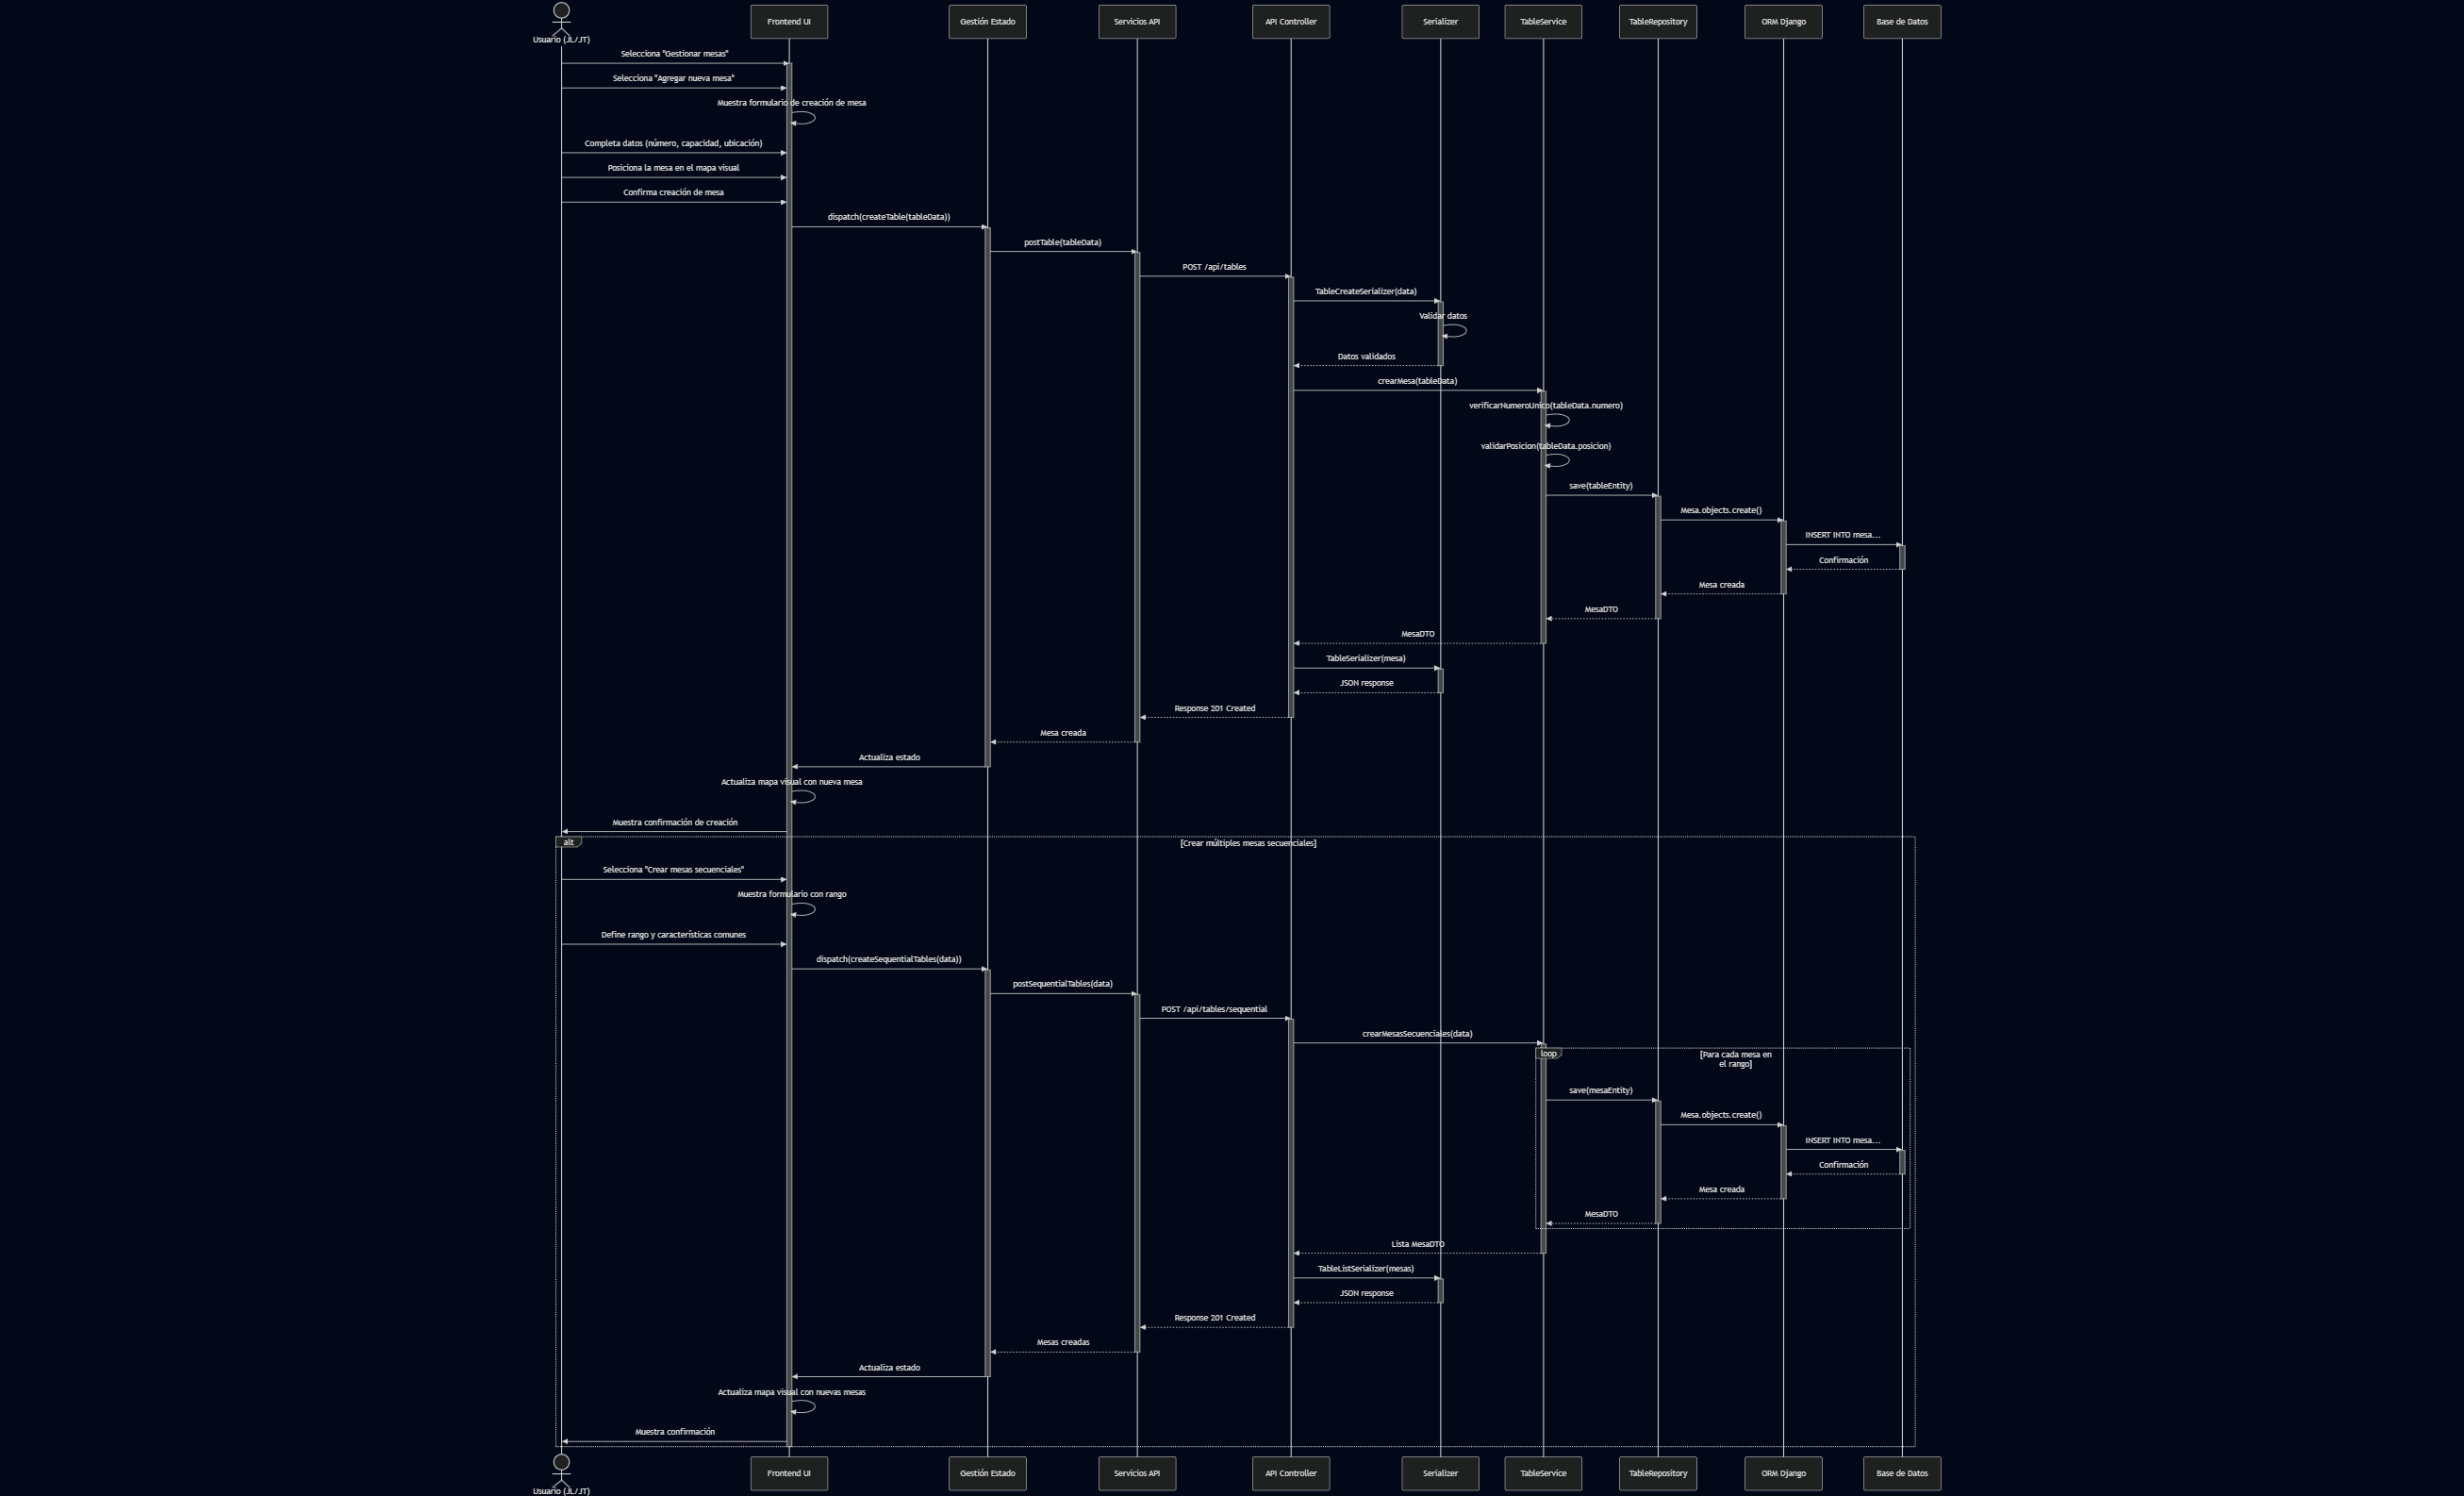 Usuario (JL/JT)
Frontend UI
Gestión Estado
Servicios API
API Controller
Serializer
TableService
TableRepository
ORM Django
Base de Datos
Selecciona "Gestionar mesas"
Selecciona "Agregar nueva mesa"
Muestra formulario de creación de mesa
Completa datos (número, capacidad, ubicación)
Posiciona la mesa en el mapa visual
Confirma creación de mesa
dispatch(createTable(tableData))
postTable(tableData)
POST /api/tables
TableCreateSerializer(data)
Validar datos
Datos validados
crearMesa(tableData)
verificarNumeroUnico(tableData.numero)
validarPosicion(tableData.posicion)
save(tableEntity)
Mesa.objects.create()
INSERT INTO mesa...
Confirmación
Mesa creada
MesaDTO
MesaDTO
TableSerializer(mesa)
JSON response
Response 201 Created
Mesa creada
Actualiza estado
Actualiza mapa visual con nueva mesa
Muestra confirmación de creación
alt
[Crear múltiples mesas secuenciales]
Selecciona "Crear mesas secuenciales"
Muestra formulario con rango
Define rango y características comunes
dispatch(createSequentialTables(data))
postSequentialTables(data)
POST /api/tables/sequential
crearMesasSecuenciales(data)
loop
[Para cada mesa en
el rango]
save(mesaEntity)
Mesa.objects.create()
INSERT INTO mesa...
Confirmación
Mesa creada
MesaDTO
Lista MesaDTO
TableListSerializer(mesas)
JSON response
Response 201 Created
Mesas creadas
Actualiza estado
Actualiza mapa visual con nuevas mesas
Muestra confirmación
Usuario (JL/JT)
Frontend UI
Gestión Estado
Servicios API
API Controller
Serializer
TableService
TableRepository
ORM Django
Base de Datos